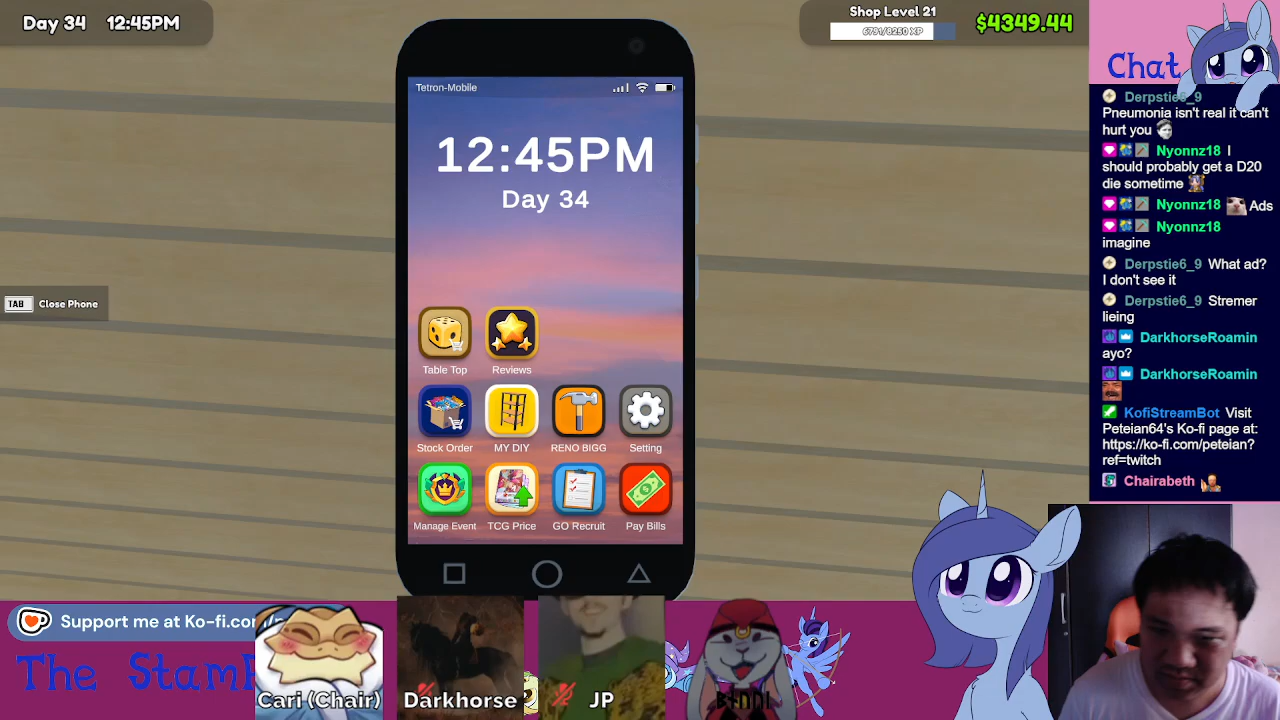 Day 34 12:45PM
Shop Level 21
6791/8250 XP
$4349.44
Tetron-Mobile
12:45PM
Day 34
TAB Close Phone
Table Top
Reviews
Stock Order
MY DIY
RENO BIGG
Setting
Manage Event
TCG Price
GO Recruit
Pay Bills
Support me at Ko-fi.com
Cari (Chair)
Darkhorse
JP
Chat
Derpstie6_9
Pneumonia isn't real it can't
hurt you
Nyonnz18 I
should probably get a D20
die sometime
Nyonnz18 Ads
Nyonnz18
imagine
Derpstie6_9 What ad?
I don't see it
Derpstie6_9 Stremer
lieing
DarkhorseRoamin
ayo?
DarkhorseRoamin
KofiStreamBot Visit
Peteian64's Ko-fi page at:
https://ko-fi.com/peteian?
ref=twitch
Chairabeth